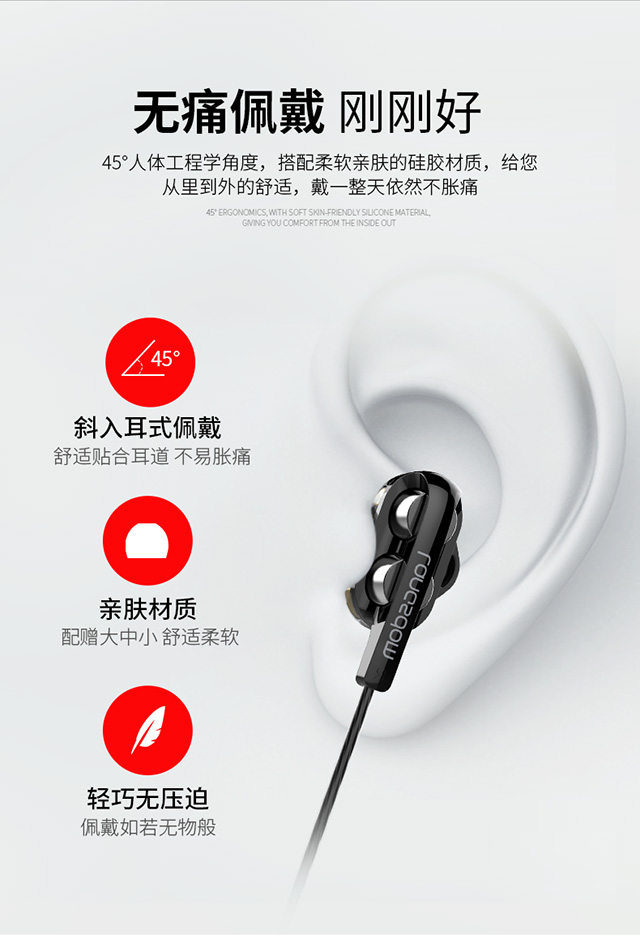 无痛佩戴 刚刚好
45°人体工程学角度，搭配柔软亲肤的硅胶材质，给您
从里到外的舒适，戴一整天依然不胀痛
45° ERGONOMICS, WITH SOFT SKIN-FRIENDLY SILICONE MATERIAL,
GIVING YOU COMFORT FROM THE INSIDE OUT
45°
斜入耳式佩戴
舒适贴合耳道 不易胀痛
亲肤材质
配赠大中小 舒适柔软
Langsdom
轻巧无压迫
佩戴如若无物般